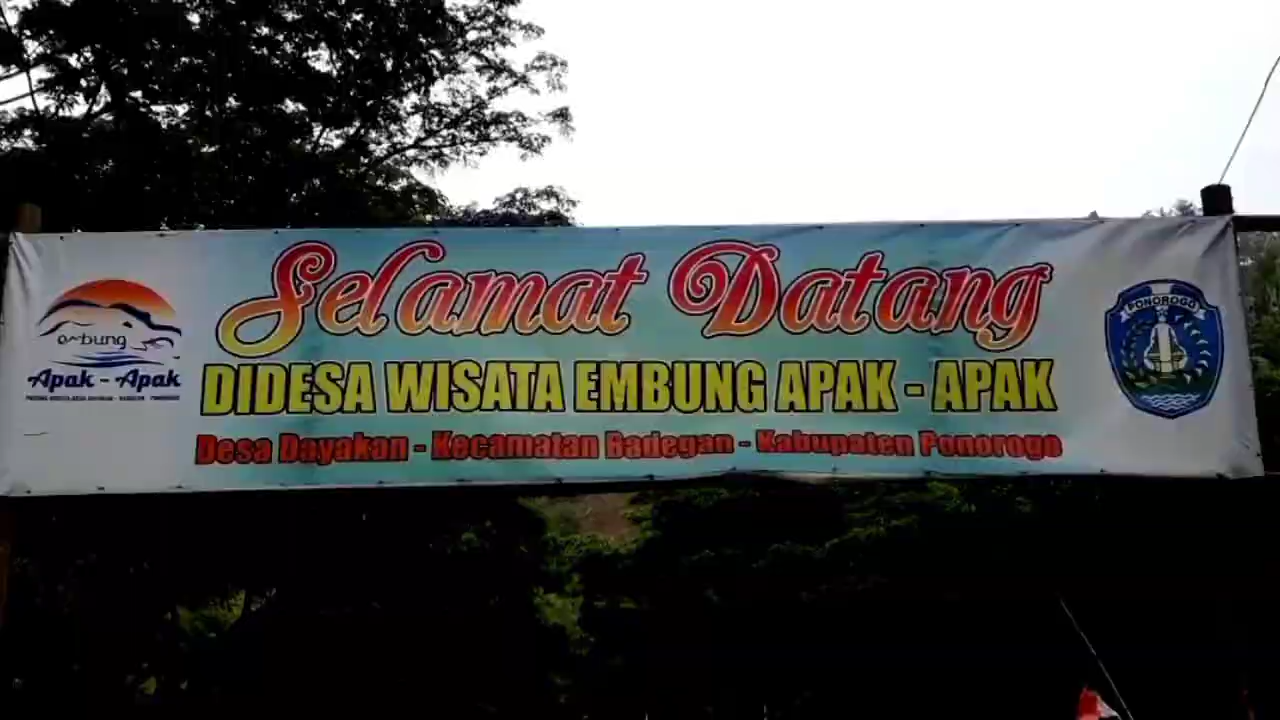 Selamat Datang
DIDESA WISATA EMBUNG APAK - APAK
Desa Dayakan - Kecamatan Badegan - Kabupaten Ponorogo
embung
Apak - Apak
PONOROGO